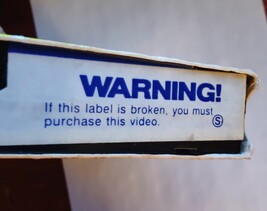 WARNING!
If this label is broken, you must
purchase this video. Ⓢ